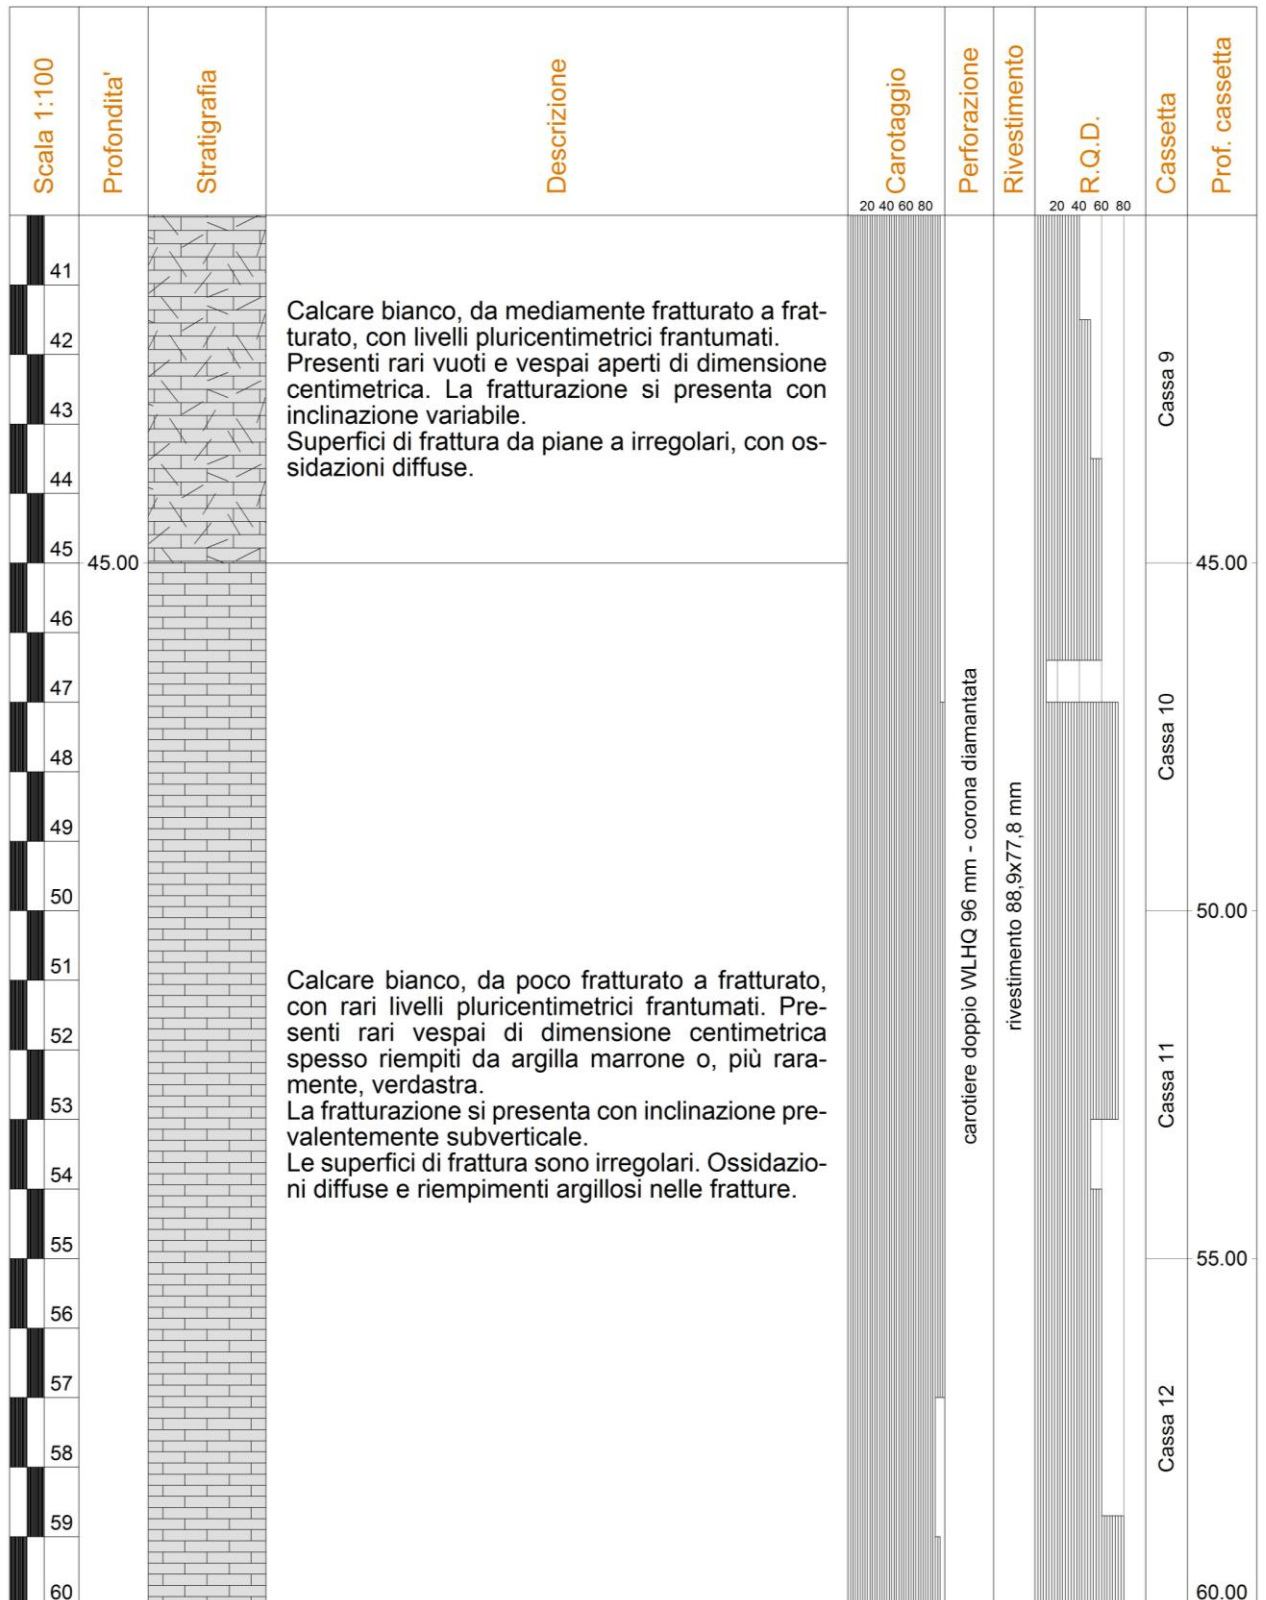 Scala 1:100
Profondita'
Stratigrafia
Descrizione
Carotaggio
Perforazione
Rivestimento
R.Q.D.
Cassetta
Prof. cassetta
20 40 60 80
20 40 60 80
41
42
43
44
45
46
47
48
49
50
51
52
53
54
55
56
57
58
59
60
45.00
Calcare bianco, da mediamente fratturato a frat-
turato, con livelli pluricentimetrici frantumati.
Presenti rari vuoti e vespai aperti di dimensione
centimetrica. La fratturazione si presenta con
inclinazione variabile.
Superfici di frattura da piane a irregolari, con os-
sidazioni diffuse.
Calcare bianco, da poco fratturato a fratturato,
con rari livelli pluricentimetrici frantumati. Pre-
senti rari vespai di dimensione centimetrica
spesso riempiti da argilla marrone o, più rara-
mente, verdastra.
La fratturazione si presenta con inclinazione pre-
valentemente subverticale.
Le superfici di frattura sono irregolari. Ossidazio-
ni diffuse e riempimenti argillosi nelle fratture.
carotiere doppio WLHQ 96 mm - corona diamantata
rivestimento 88,9x77,8 mm
Cassa 9
Cassa 10
Cassa 11
Cassa 12
45.00
50.00
55.00
60.00